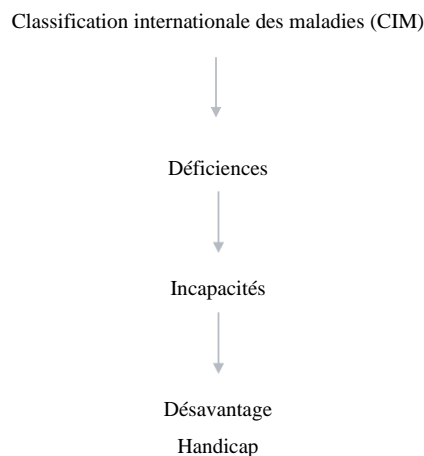 Classification internationale des maladies (CIM)
Déficiences
Incapacités
Désavantage
Handicap